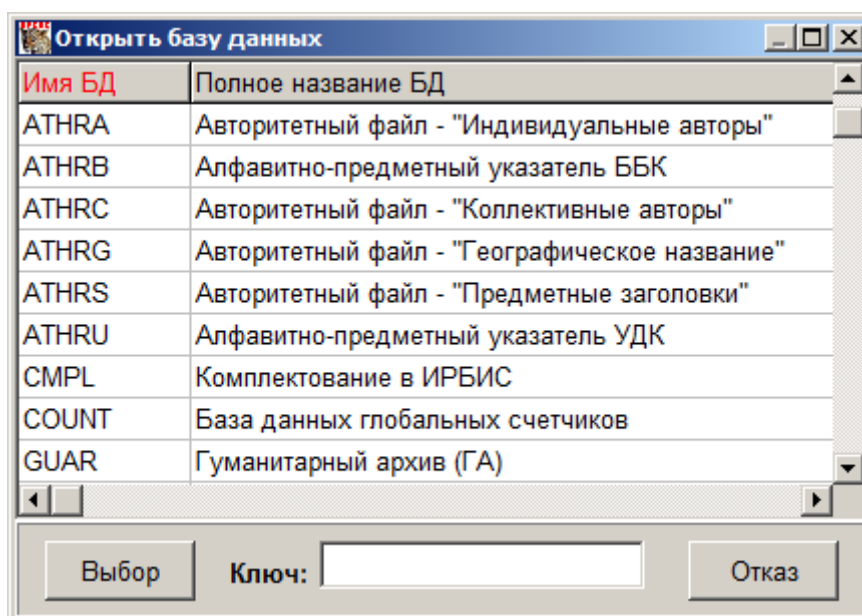 Открыть базу данных
Имя БД Полное название БД
ATHRA Авторитетный файл - "Индивидуальные авторы"
ATHRB Алфавитно-предметный указатель ББК
ATHRC Авторитетный файл - "Коллективные авторы"
ATHRG Авторитетный файл - "Географическое название"
ATHRS Авторитетный файл - "Предметные заголовки"
ATHRU Алфавитно-предметный указатель УДК
CMPL Комплектование в ИРБИС
COUNT База данных глобальных счетчиков
GUAR Гуманитарный архив (ГА)
Выбор Ключ: Отказ